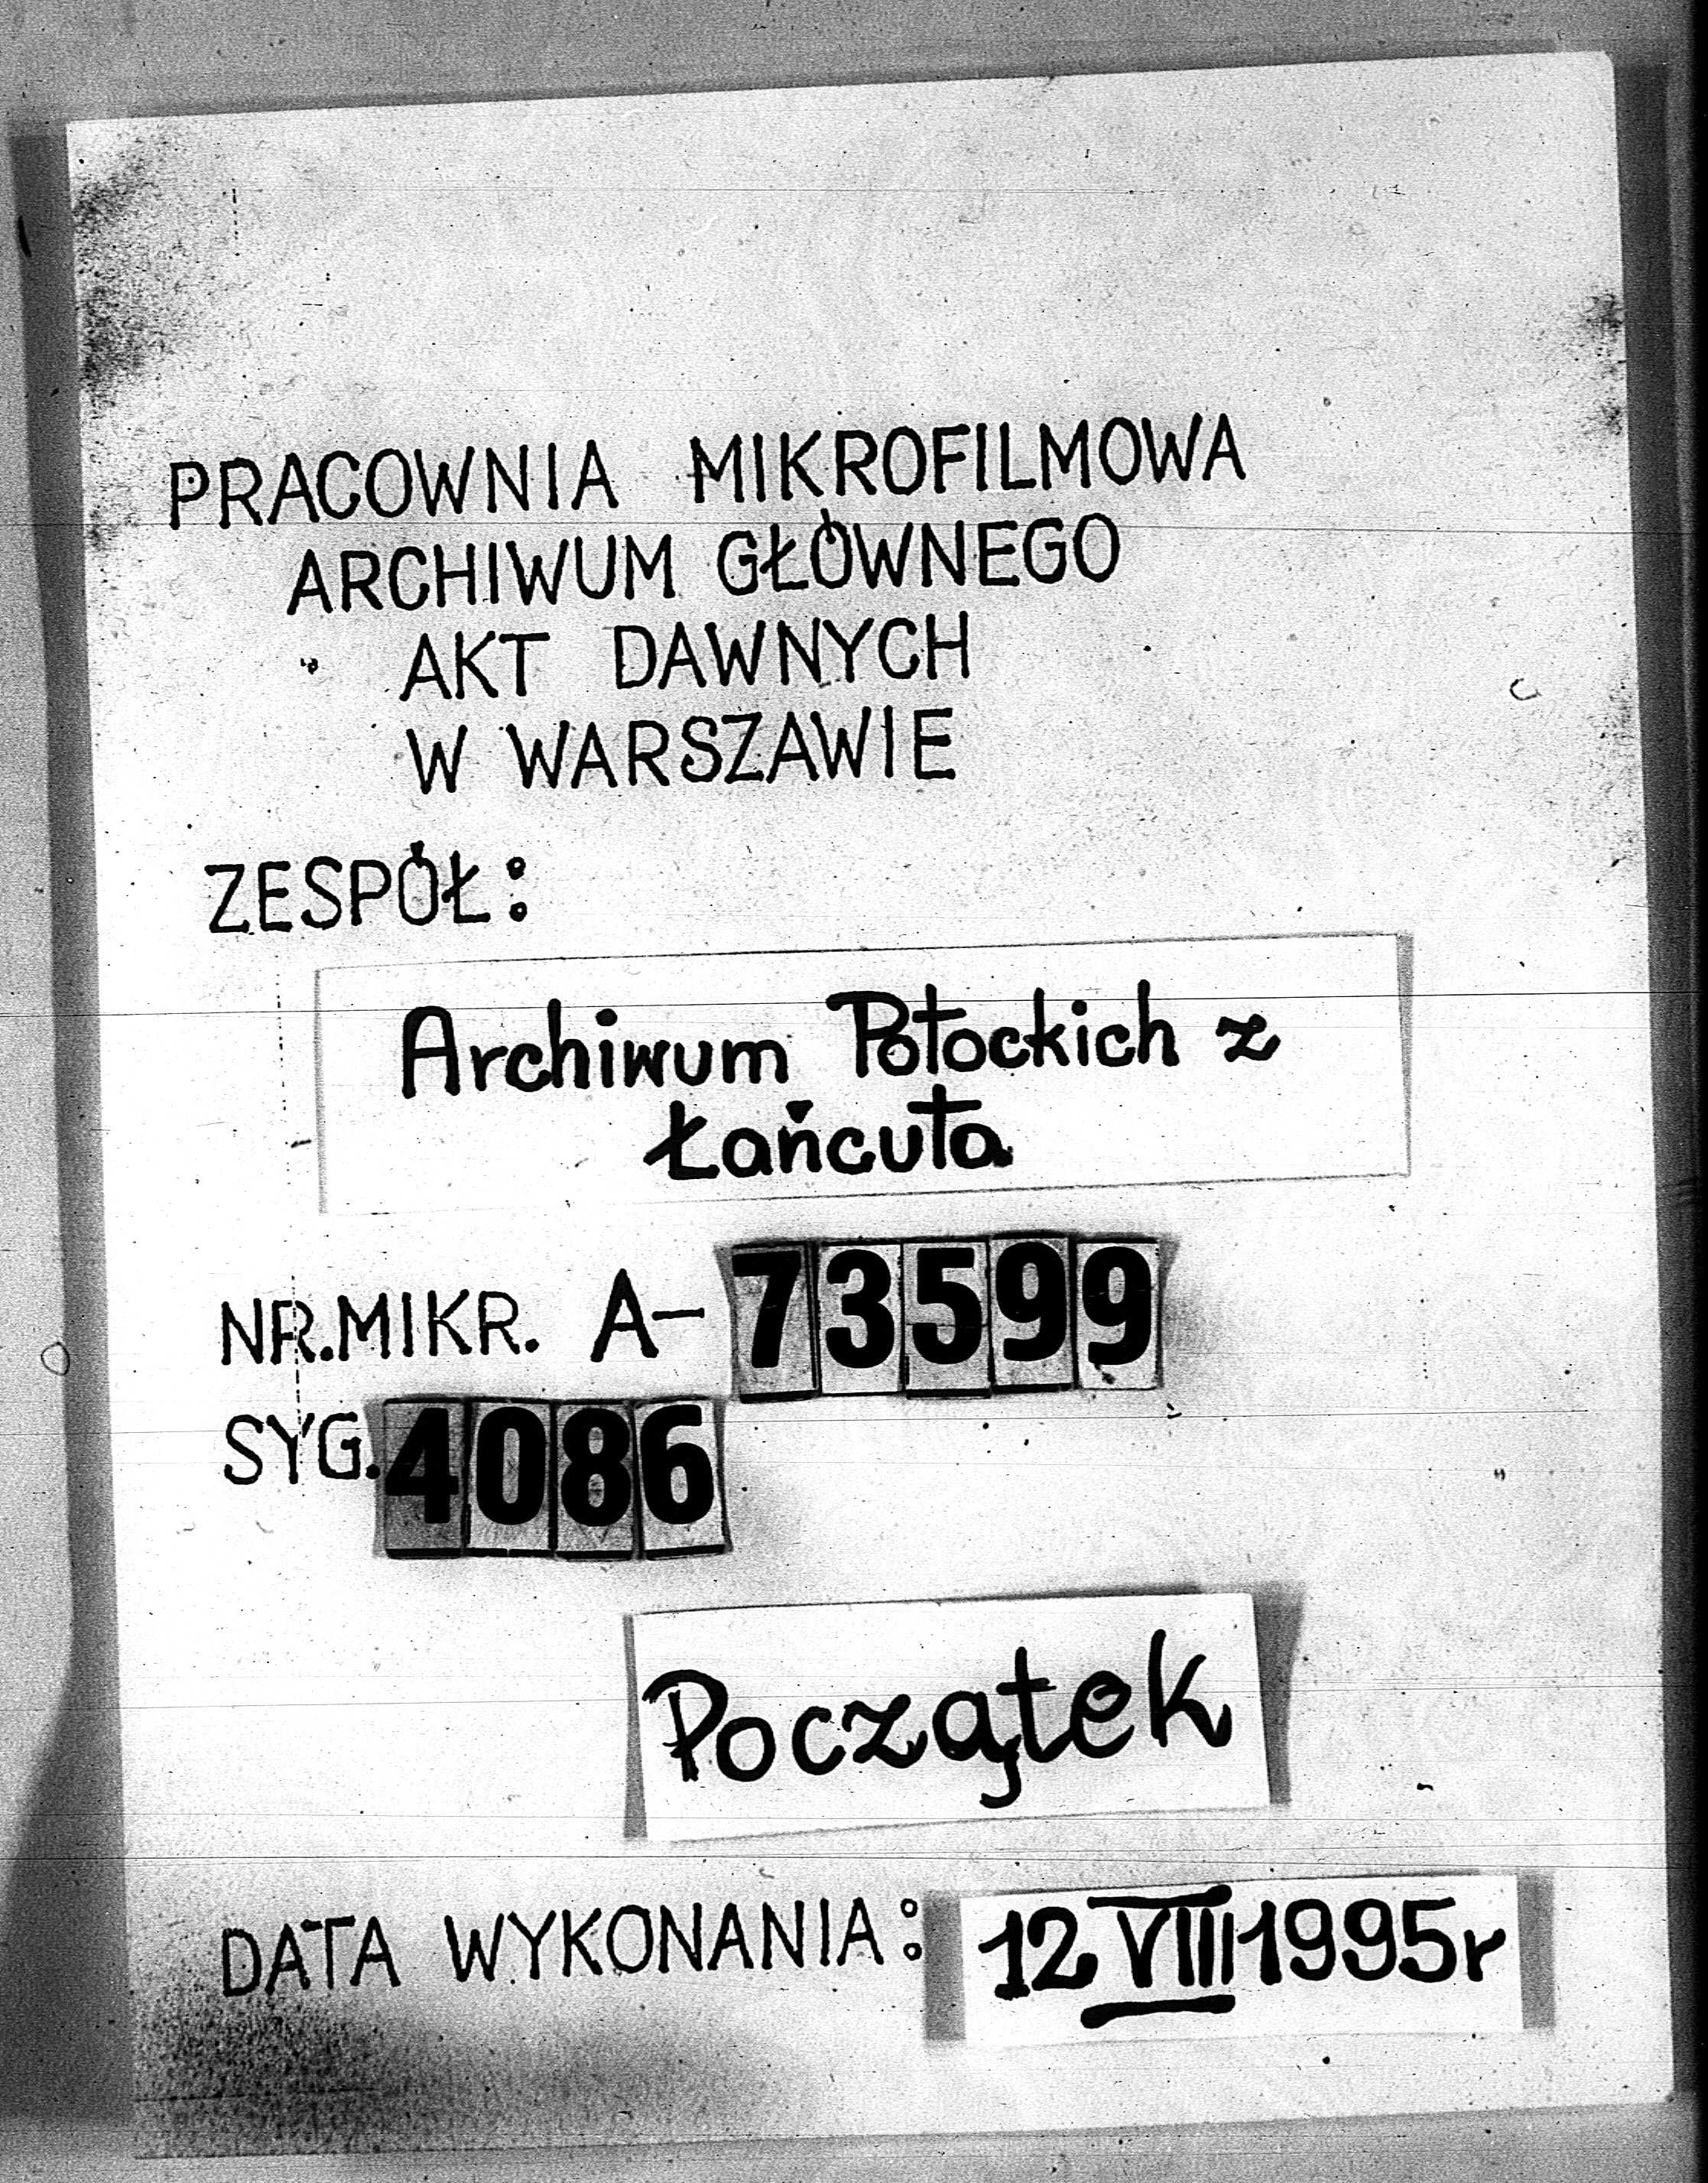 PRACOWNIA MIKROFILMOWA
ARCHIWUM GŁÓWNEGO
AKT DAWNYCH
W WARSZAWIE
ZESPÓŁ:
Archiwum Potockich z
Łańcuta
NR.MIKR. A-73599
SYG.4086
Początek
DATA WYKONANIA: 12 VIII 1995r